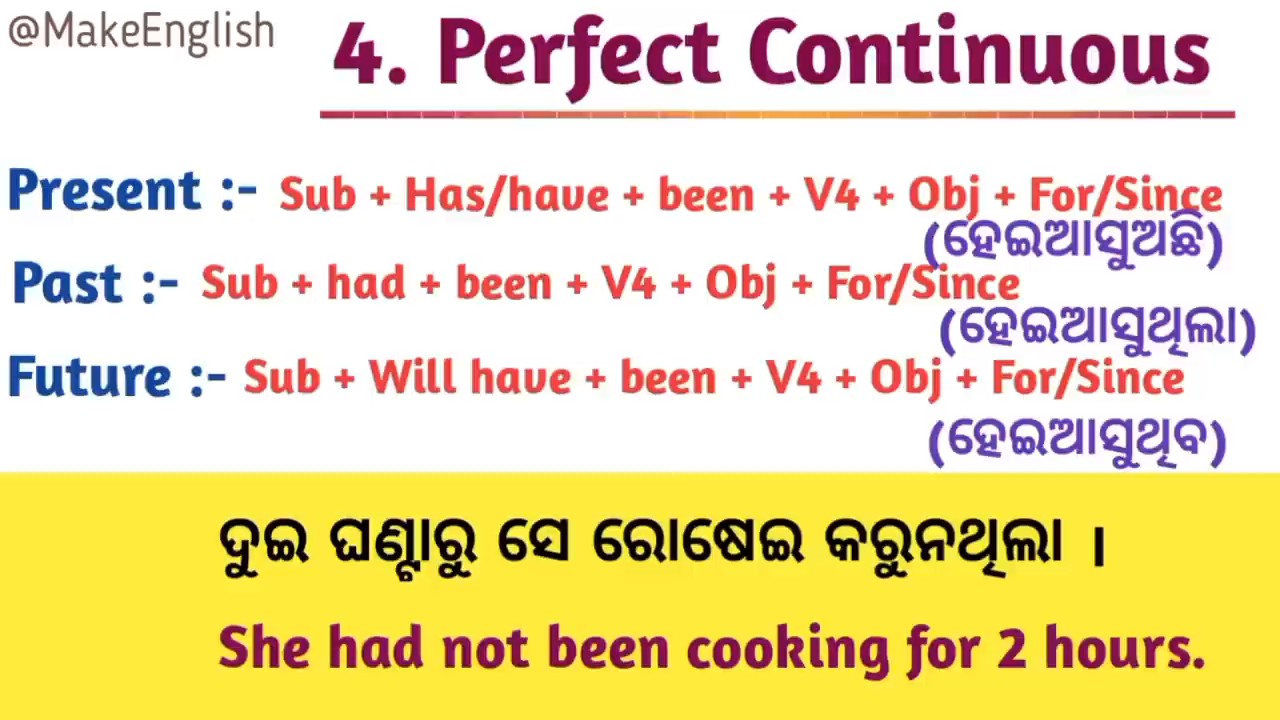 @MakeEnglish
4. Perfect Continuous
Present :- Sub + Has/have + been + V4 + Obj + For/Since
(ହେଇଆସୁଅଛି)
Past :- Sub + had + been + V4 + Obj + For/Since
(ହେଇଆସୁଥିଲା)
Future :- Sub + Will have + been + V4 + Obj + For/Since
(ହେଇଆସୁଥିବ)
ଦୁଇ ଘଣ୍ଟାରୁ ସେ ରୋଷେଇ କରୁନଥିଲା ।
She had not been cooking for 2 hours.